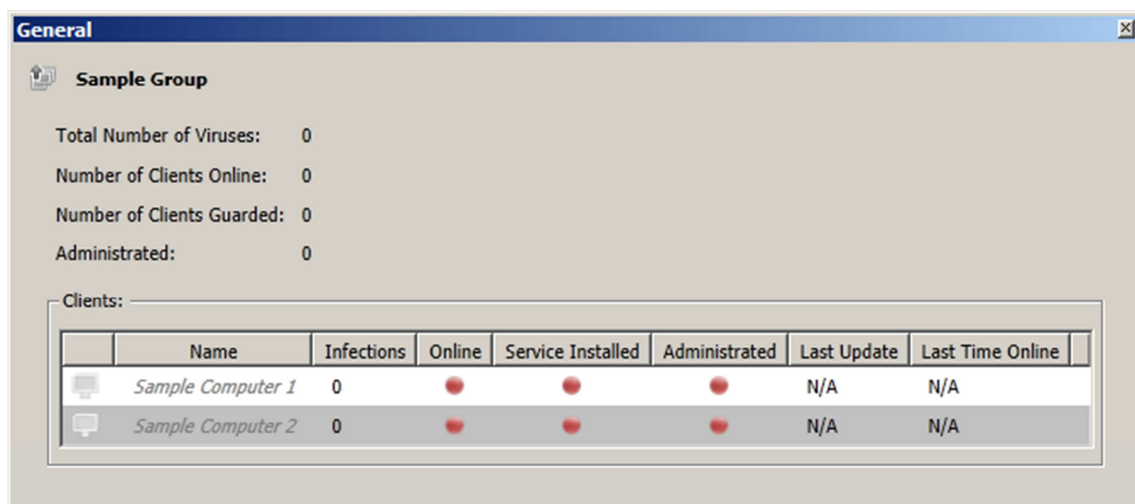 General
Sample Group
Total Number of Viruses: 0
Number of Clients Online: 0
Number of Clients Guarded: 0
Administrated: 0
Clients:
Name Infections Online Service Installed Administrated Last Update Last Time Online
Sample Computer 1 0 N/A N/A
Sample Computer 2 0 N/A N/A